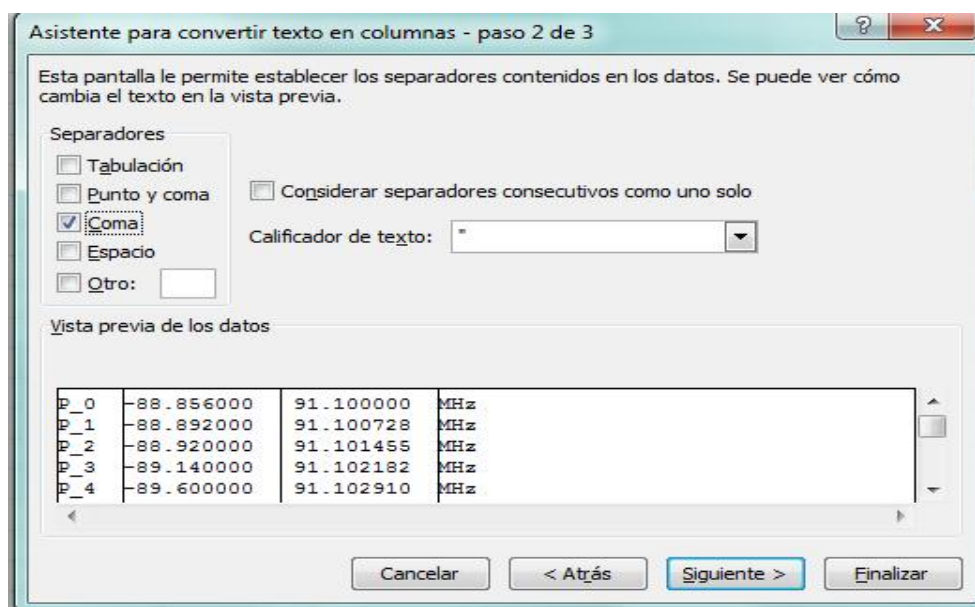 Asistente para convertir texto en columnas - paso 2 de 3
Esta pantalla le permite establecer los separadores contenidos en los datos. Se puede ver cómo
cambia el texto en la vista previa.
Separadores
Tabulación
Punto y coma
Coma
Espacio
Otro:
Considerar separadores consecutivos como uno solo
Calificador de texto: "
Vista previa de los datos
P_0 -88.856000 91.100000 MHz
P_1 -88.892000 91.100728 MHz
P_2 -88.920000 91.101455 MHz
P_3 -89.140000 91.102182 MHz
P_4 -89.600000 91.102910 MHz
Cancelar < Atrás Siguiente > Finalizar